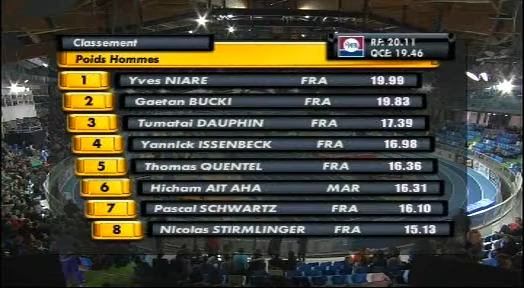 Classement
RF: 20.11
QCE: 19.46
Poids Hommes
1 Yves NIARE FRA 19.99
2 Gaetan BUCKI FRA 19.83
3 Tumatai DAUPHIN FRA 17.39
4 Yannick ISSENBECK FRA 16.98
5 Thomas QUENTEL FRA 16.36
6 Hicham AIT AHA MAR 16.31
7 Pascal SCHWARTZ FRA 16.10
8 Nicolas STIRMLINGER FRA 15.13